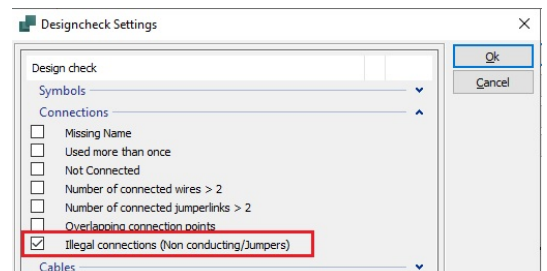 Designcheck Settings
Ok
Design check
Cancel
Symbols
Connections
Missing Name
Used more than once
Not Connected
Number of connected wires > 2
Number of connected jumperlinks > 2
Overlapping connection points
Illegal connections (Non conducting/Jumpers)
Cables